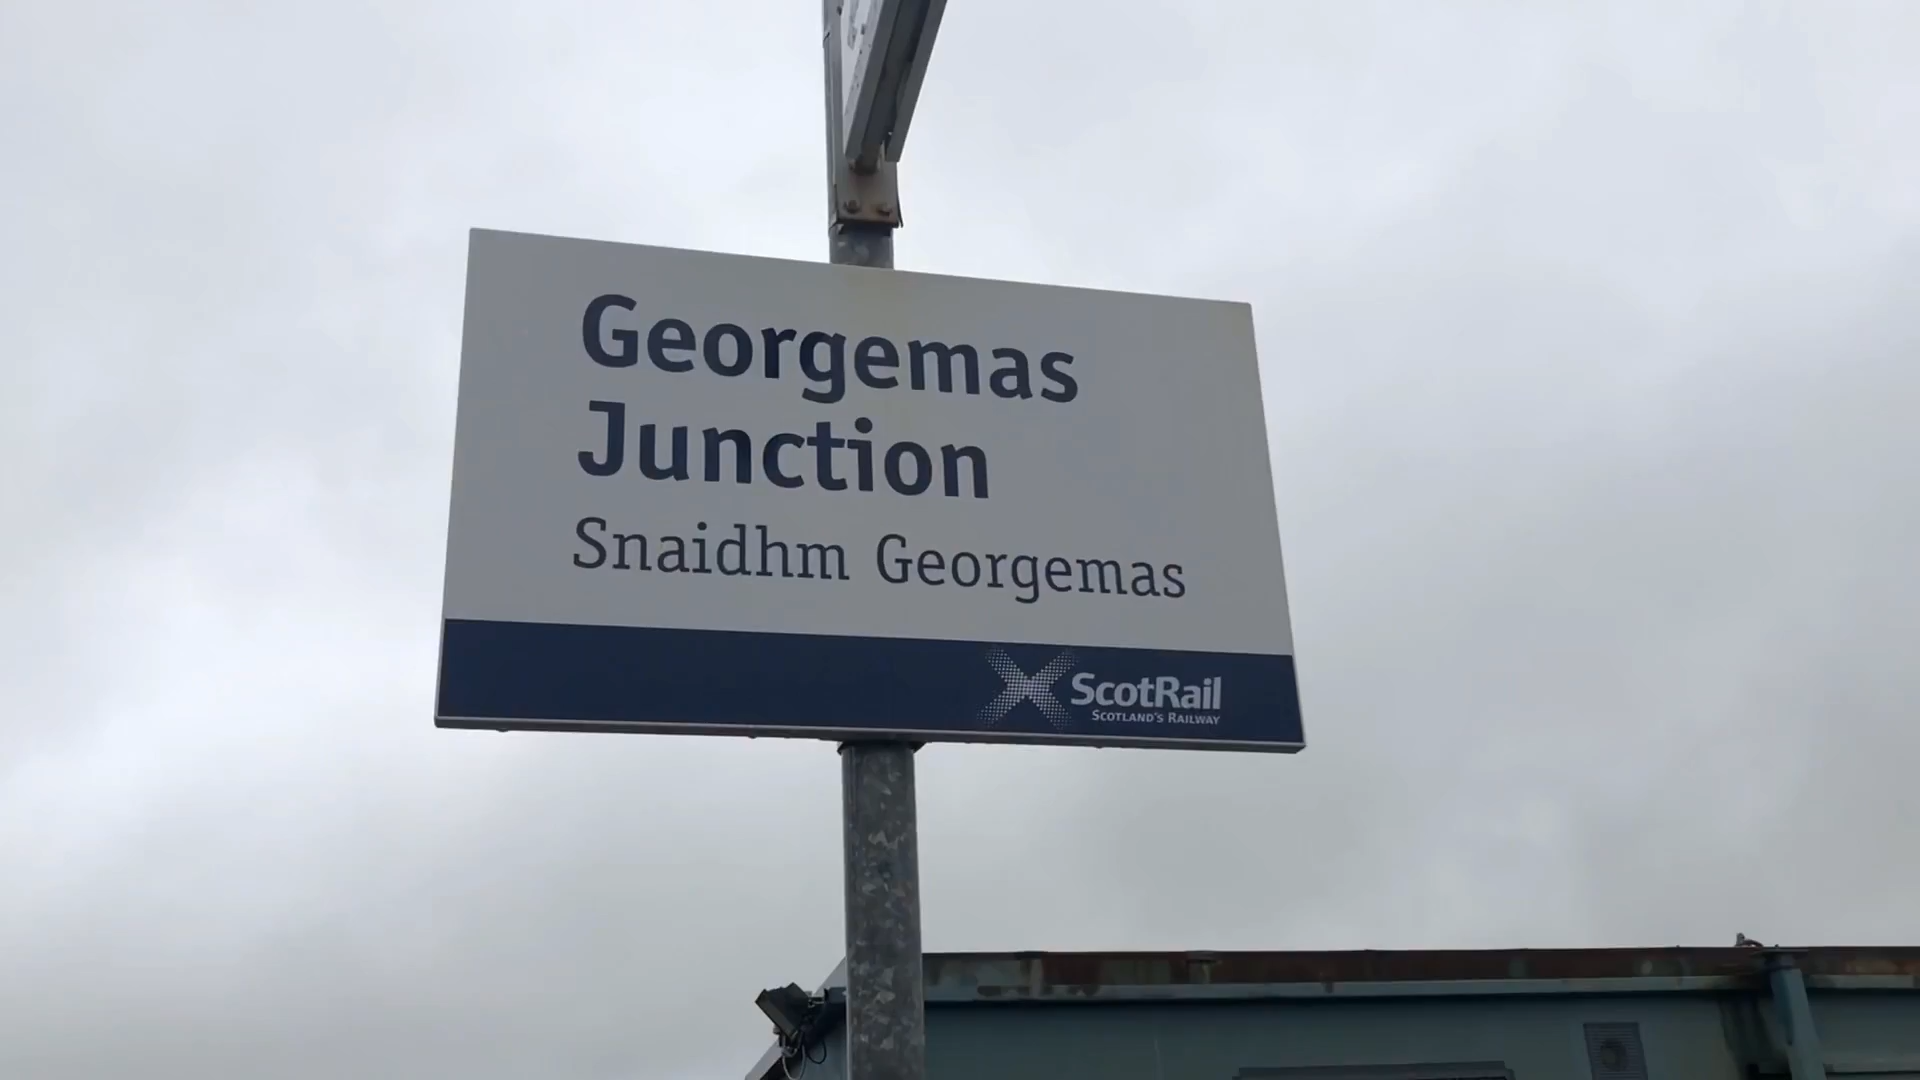 Georgemas
Junction
Snaidhm Georgemas
ScotRail
SCOTLAND'S RAILWAY